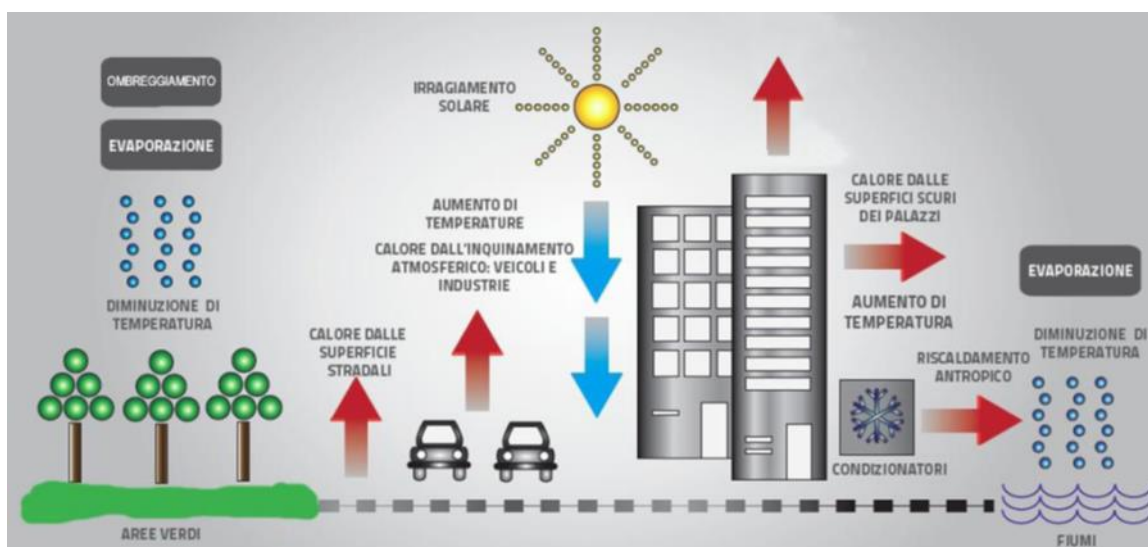 OMBREGGIAMENTO
EVAPORAZIONE
DIMINUZIONE DI
TEMPERATURA
AREE VERDI
CALORE DALLE
SUPERFICIE
STRADALI
IRRAGIAMENTO
SOLARE
AUMENTO DI
TEMPERATURE
CALORE DALL'INQUINAMENTO
ATMOSFERICO: VEICOLI E
INDUSTRIE
CALORE DALLE
SUPERFICI SCURI
DEI PALAZZI
AUMENTO DI
TEMPERATURA
RISCALDAMENTO
ANTROPICO
CONDIZIONATORI
EVAPORAZIONE
DIMINUZIONE DI
TEMPERATURA
FIUMI